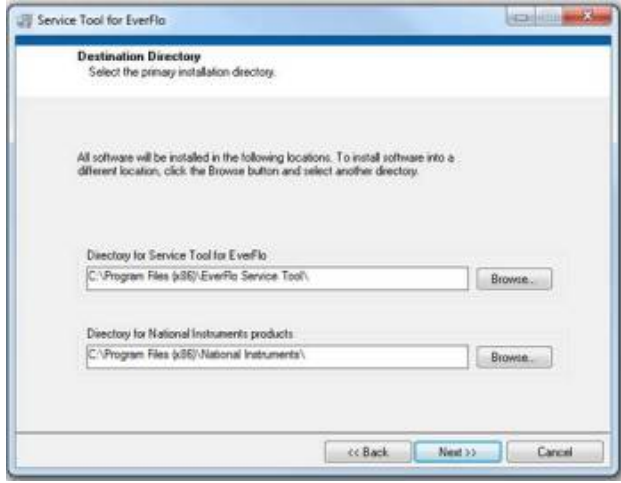 Service Tool for EverFlo
Destination Directory
Select the primary installation directory.
All software will be installed in the following locations. To install software into a
different location, click the Browse button and select another directory.
Directory for Service Tool for EverFlo
C:\Program Files (x86)\EverFlo Service Tool\
Browse...
Directory for National Instruments products
C:\Program Files (x86)\National Instruments\
Browse...
<< Back
Next >>
Cancel